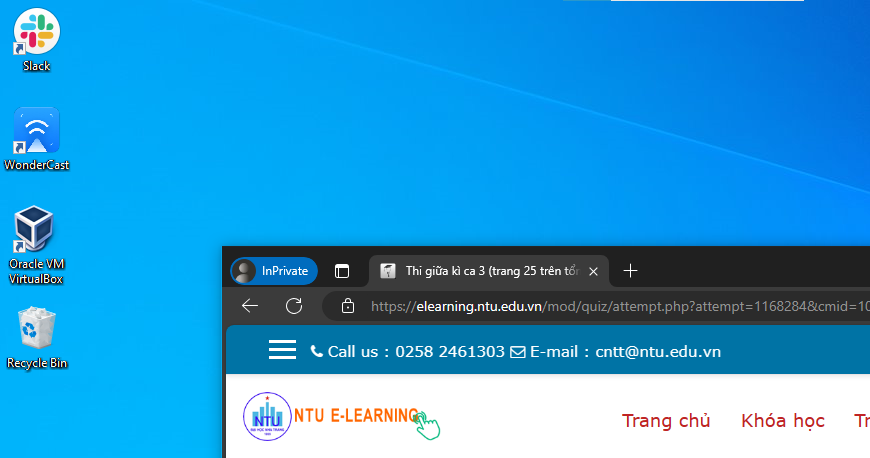 Slack
WonderCast
Oracle VM
VirtualBox
Recycle Bin
InPrivate
Thi giữa kì ca 3 (trang 25 trên tổn
https://elearning.ntu.edu.vn/mod/quiz/attempt.php?attempt=1168284&cmid=10
Call us : 0258 2461303 E-mail : cntt@ntu.edu.vn
NTU
NTU E-LEARNING
Trang chủ Khóa học Tr